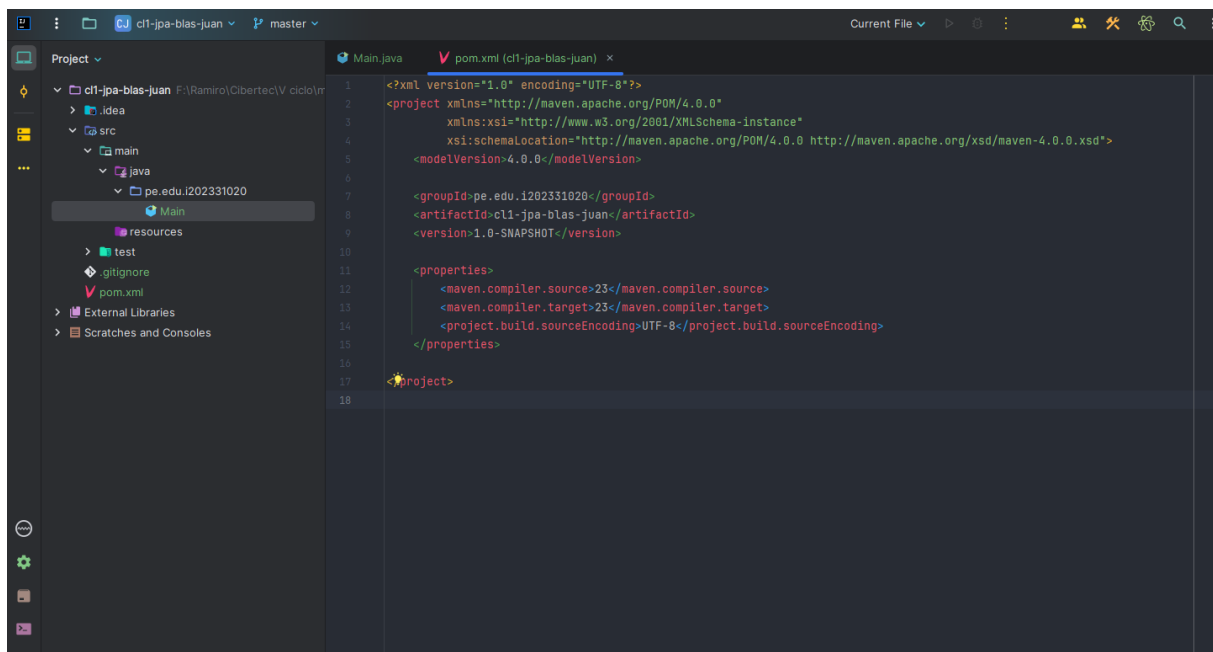 CJ cl1-jpa-blas-juan master Current File
Project
Main.java pom.xml (cl1-jpa-blas-juan) ×
cl1-jpa-blas-juan F:\Ramiro\Cibertec\V ciclo\m
.idea
src
main
java
pe.edu.i202331020
Main
resources
test
.gitignore
pom.xml
External Libraries
Scratches and Consoles
1 <?xml version="1.0" encoding="UTF-8"?>
2 <project xmlns="http://maven.apache.org/POM/4.0.0"
3 xmlns:xsi="http://www.w3.org/2001/XMLSchema-instance"
4 xsi:schemaLocation="http://maven.apache.org/POM/4.0.0 http://maven.apache.org/xsd/maven-4.0.0.xsd">
5 <modelVersion>4.0.0</modelVersion>
6
7 <groupId>pe.edu.i202331020</groupId>
8 <artifactId>cl1-jpa-blas-juan</artifactId>
9 <version>1.0-SNAPSHOT</version>
10
11 <properties>
12 <maven.compiler.source>23</maven.compiler.source>
13 <maven.compiler.target>23</maven.compiler.target>
14 <project.build.sourceEncoding>UTF-8</project.build.sourceEncoding>
15 </properties>
16
17 </project>
18